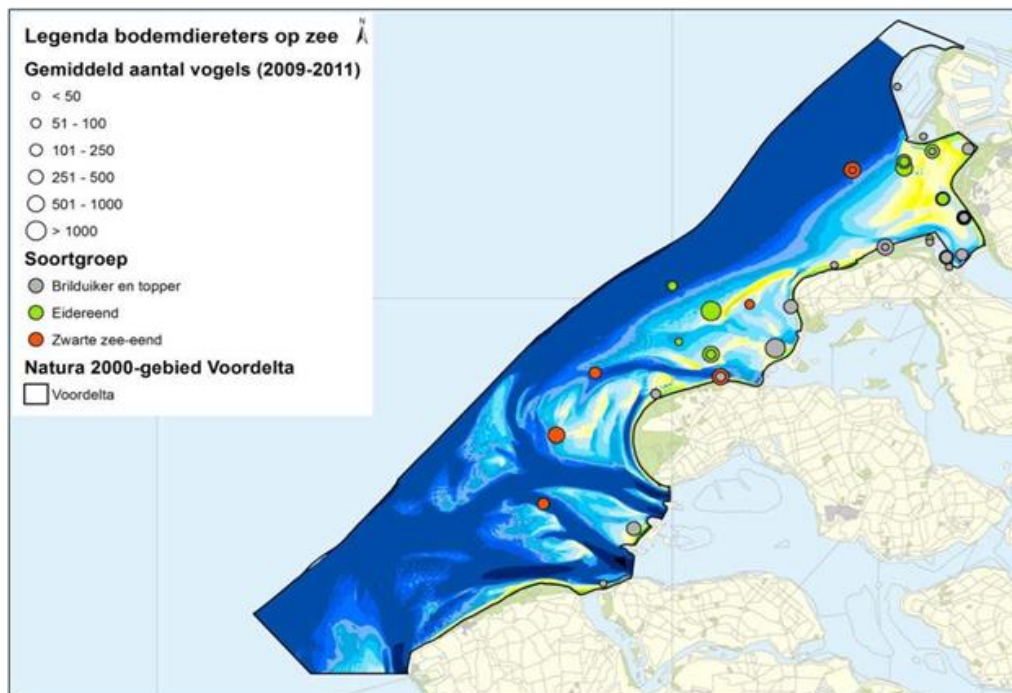 Legenda bodemdiereters op zee
N
Gemiddeld aantal vogels (2009-2011)
< 50
51 - 100
101 - 250
251 - 500
501 - 1000
> 1000
Soortgroep
Brilduiker en topper
Eidereend
Zwarte zee-eend
Natura 2000-gebied Voordelta
Voordelta